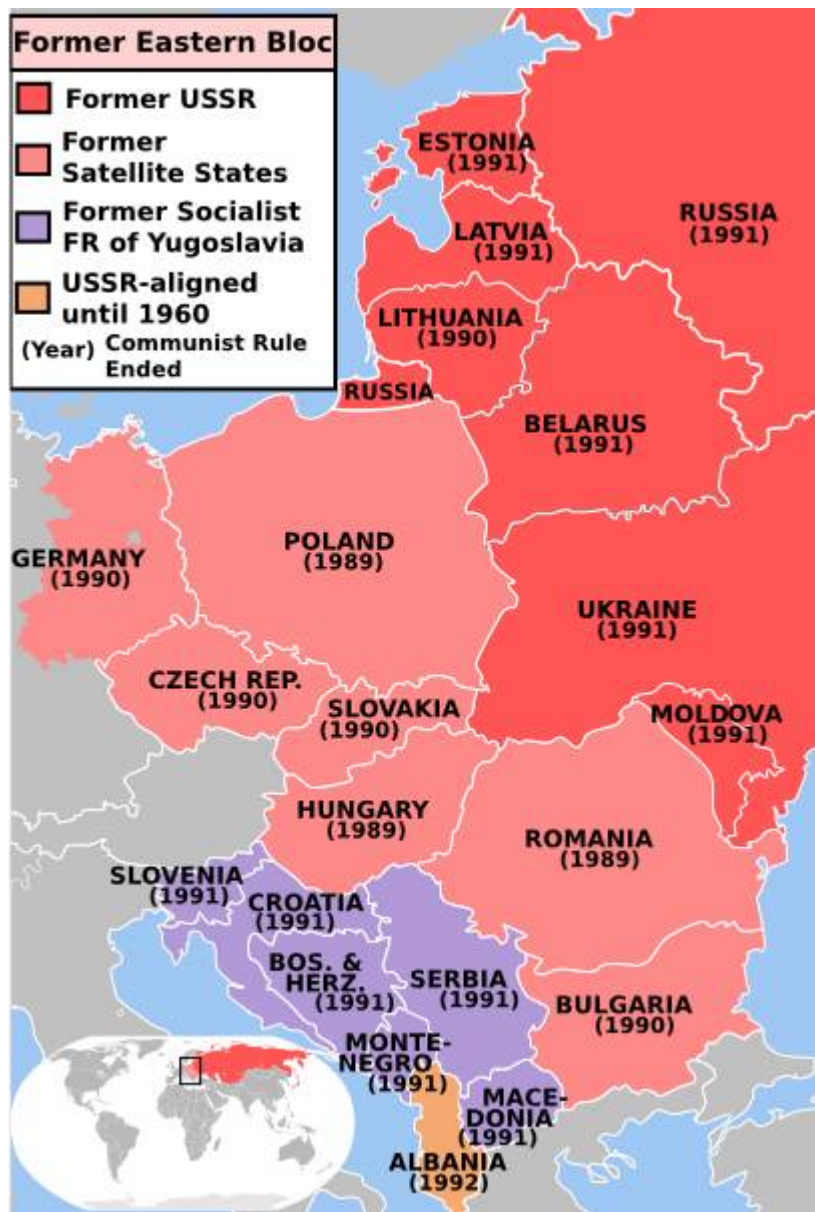 Former Eastern Bloc
Former USSR
Former
Satellite States
Former Socialist
FR of Yugoslavia
USSR-aligned
until 1960
(Year) Communist Rule
Ended
ESTONIA
(1991)
RUSSIA
(1991)
LATVIA
(1991)
LITHUANIA
(1990)
RUSSIA
BELARUS
(1991)
POLAND
(1989)
GERMANY
(1990)
UKRAINE
(1991)
CZECH REP.
(1990)
SLOVAKIA
(1990)
MOLDOVA
(1991)
HUNGARY
(1989)
ROMANIA
(1989)
SLOVENIA
(1991)
CROATIA
(1991)
BOS. &
HERZ.
(1991)
SERBIA
(1991)
BULGARIA
(1990)
MONTE-
NEGRO
(1991)
MACE-
DONIA
(1991)
ALBANIA
(1992)